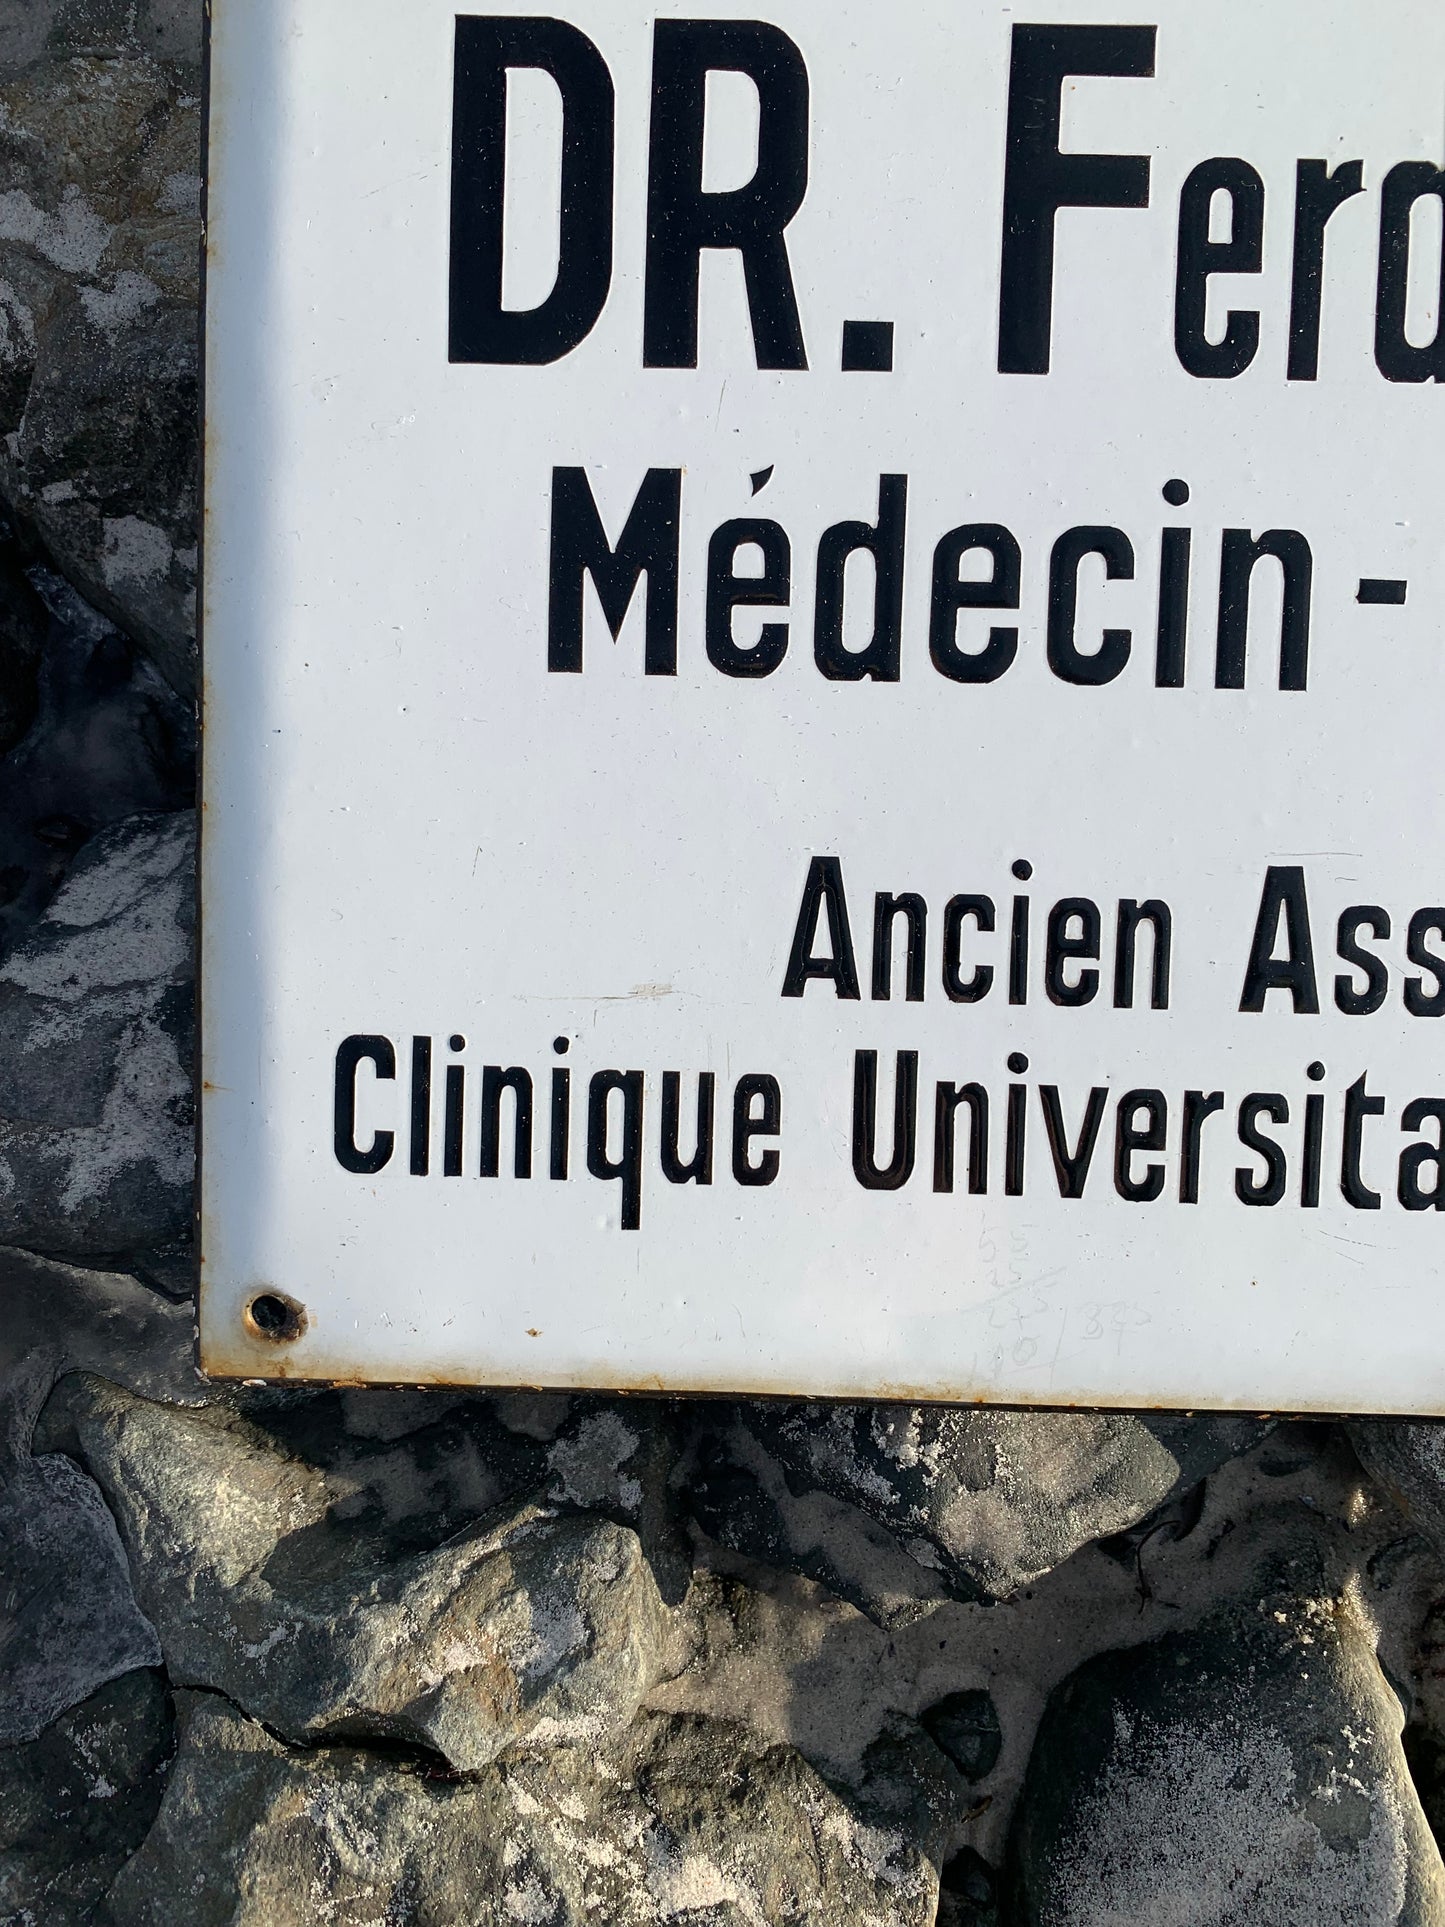 DR. Ferd
Médecin -
Ancien Ass
Clinique Universita